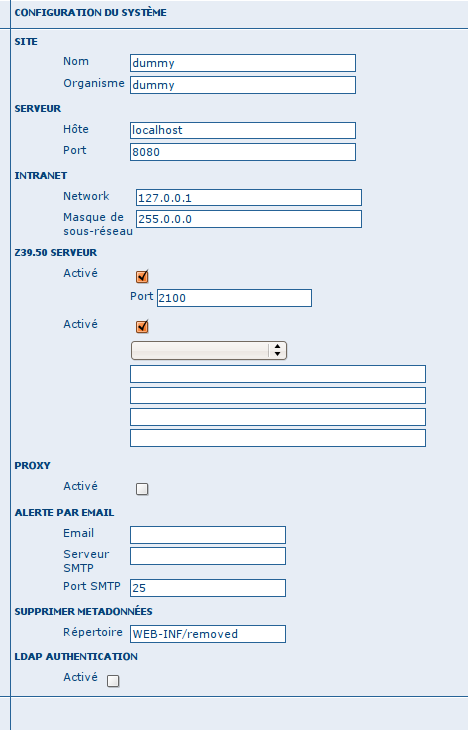 CONFIGURATION DU SYSTÈME
SITE
Nom dummy
Organisme dummy
SERVEUR
Hôte localhost
Port 8080
INTRANET
Network 127.0.0.1
Masque de 255.0.0.0
sous-réseau
Z39.50 SERVEUR
Activé
Port 2100
Activé
PROXY
Activé
ALERTE PAR EMAIL
Email
Serveur
SMTP
Port SMTP 25
SUPPRIMER METADONNÉES
Répertoire WEB-INF/removed
LDAP AUTHENTICATION
Activé